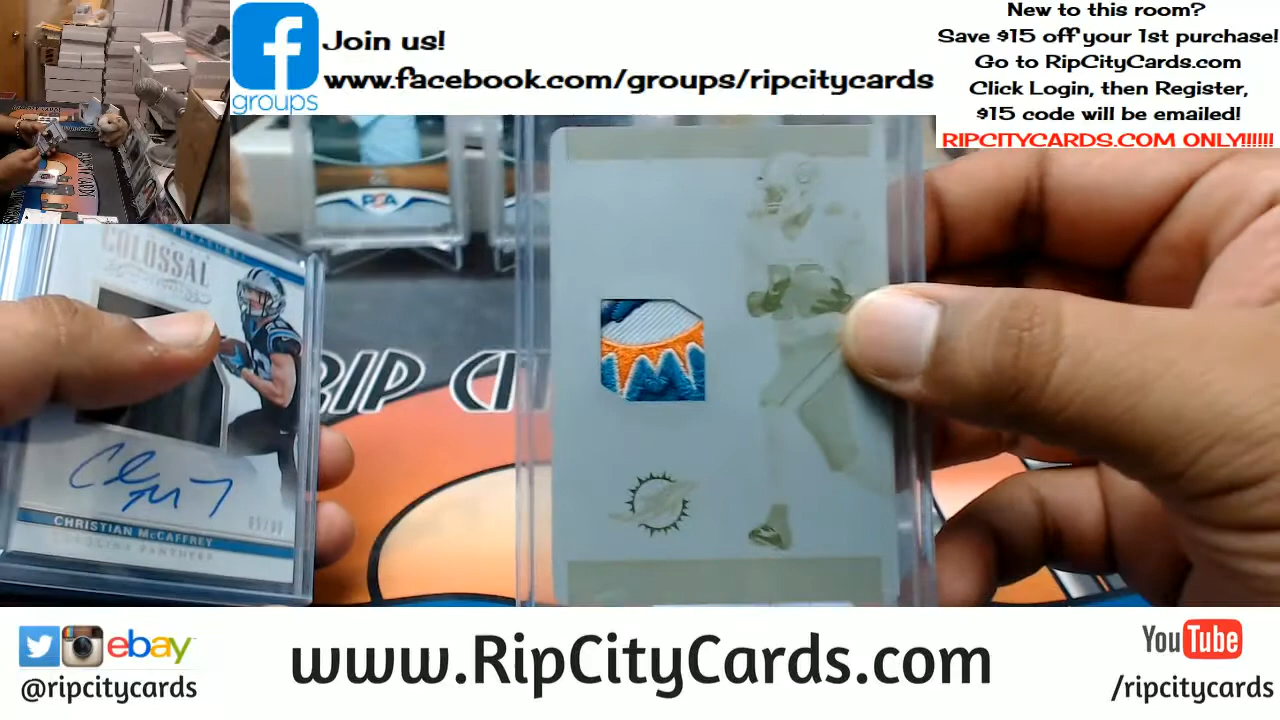 Join us!
www.facebook.com/groups/ripcitycards
f
groups
New to this room?
Save $15 off your 1st purchase!
Go to RipCityCards.com
Click Login, then Register,
$15 code will be emailed!
RIPCITYCARDS.COM ONLY!!!!!!
PSA
COLOSSAL
CHRISTIAN McCAFFREY
CAROLINA PANTHERS
RIP
ebay
@ripcitycards
www.RipCityCards.com
YouTube
/ripcitycards